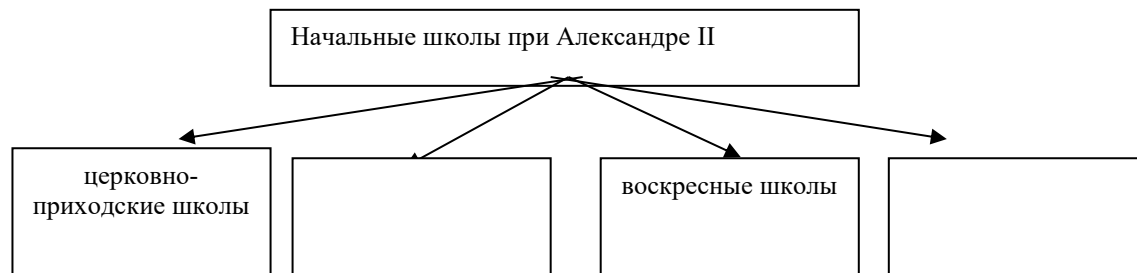 Начальные школы при Александре II
церковно-
приходские школы
воскресные школы